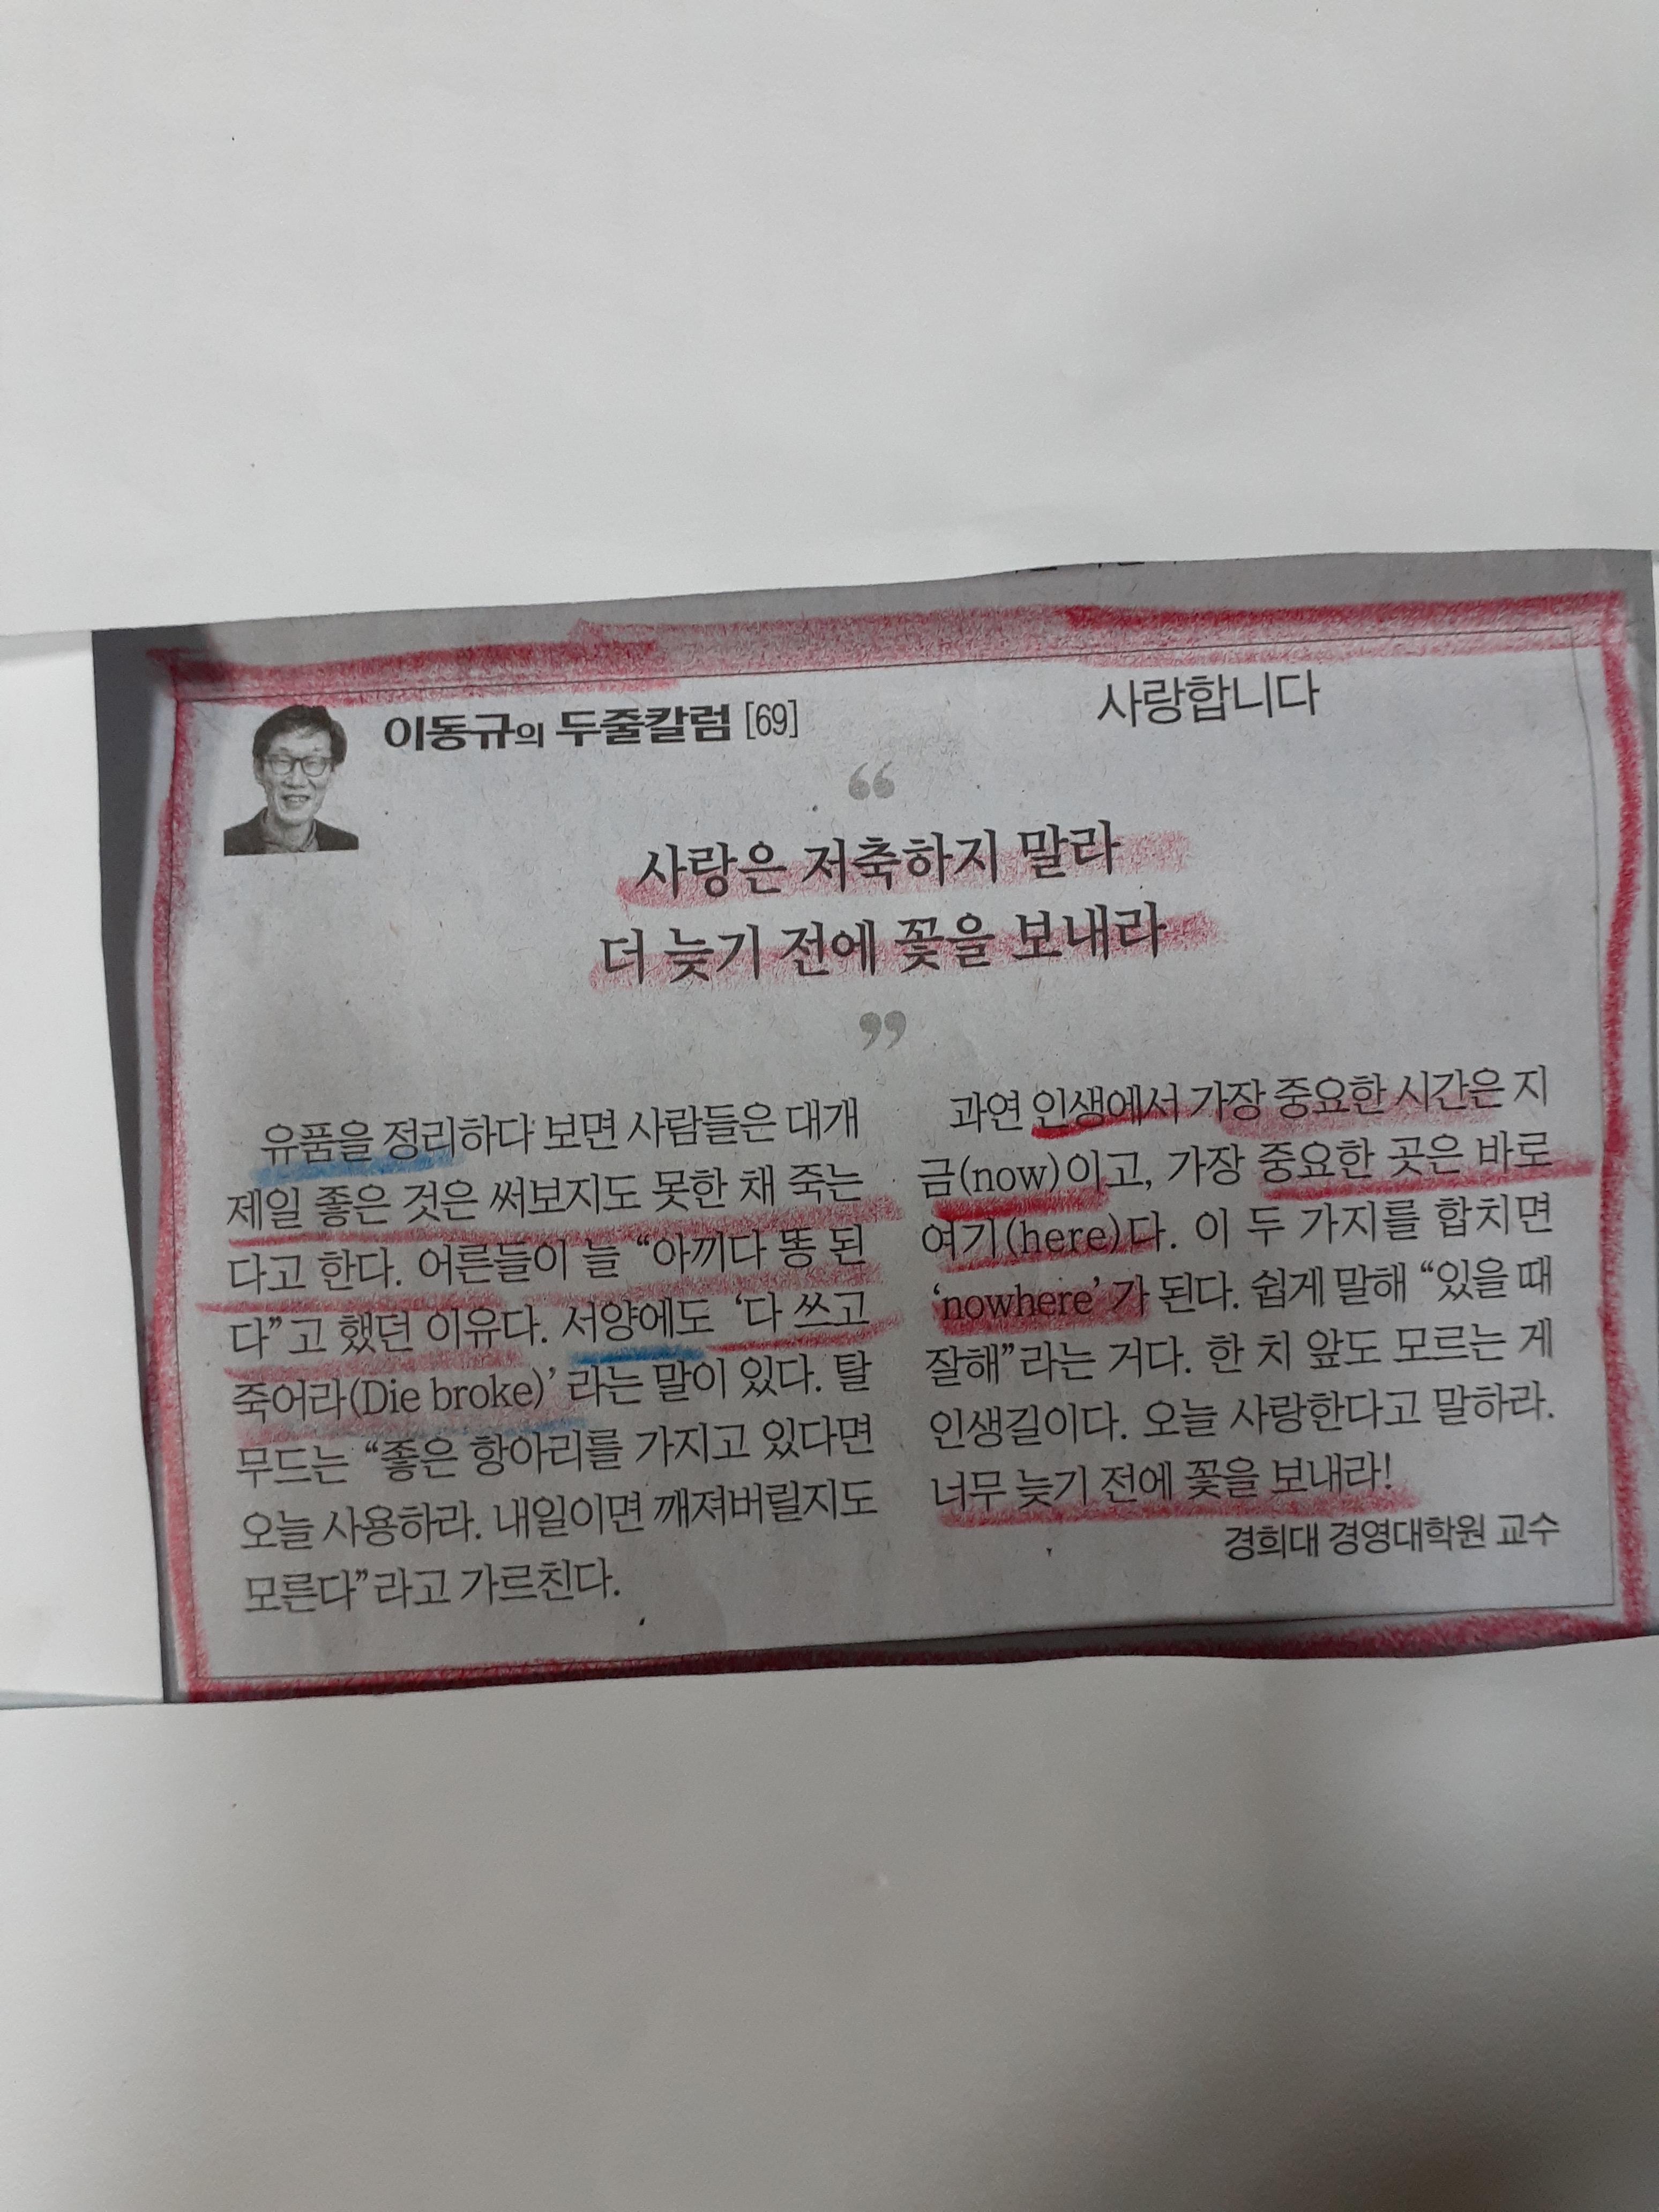 이동규의 두줄칼럼 [69]
사랑합니다
“
사랑은 저축하지 말라
더 늦기 전에 꽃을 보내라
”
유품을 정리하다 보면 사람들은 대개
제일 좋은 것은 써보지도 못한 채 죽는
다고 한다. 어른들이 늘 “아끼다 똥 된
다”고 했던 이유다. 서양에도 ‘다 쓰고
죽어라(Die broke)’라는 말이 있다. 탈
무드는 “좋은 항아리를 가지고 있다면
오늘 사용하라. 내일이면 깨져버릴지도
모른다”라고 가르친다.
과연 인생에서 가장 중요한 시간은 지
금(now)이고, 가장 중요한 곳은 바로
여기(here)다. 이 두 가지를 합치면
‘nowhere’가 된다. 쉽게 말해 “있을 때
잘해”라는 거다. 한 치 앞도 모르는 게
인생길이다. 오늘 사랑한다고 말하라.
너무 늦기 전에 꽃을 보내라!
경희대 경영대학원 교수